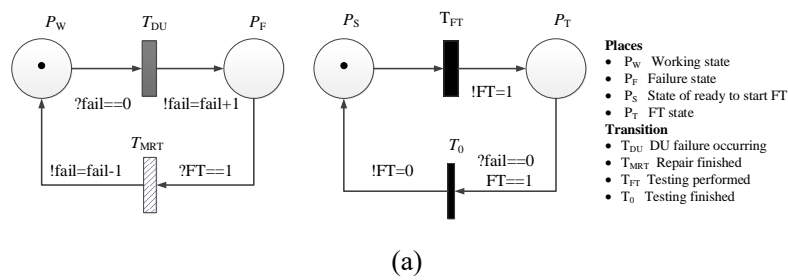 P_W T_DU P_F
?fail==0 !fail=fail+1
T_MRT
!fail=fail-1 ?FT==1
P_S T_FT P_T
!FT=1
T_0
!FT=0 ?fail==0
FT==1
Places
• P_W Working state
• P_F Failure state
• P_S State of ready to start FT
• P_T FT state
Transition
• T_DU DU failure occurring
• T_MRT Repair finished
• T_FT Testing performed
• T_0 Testing finished
(a)